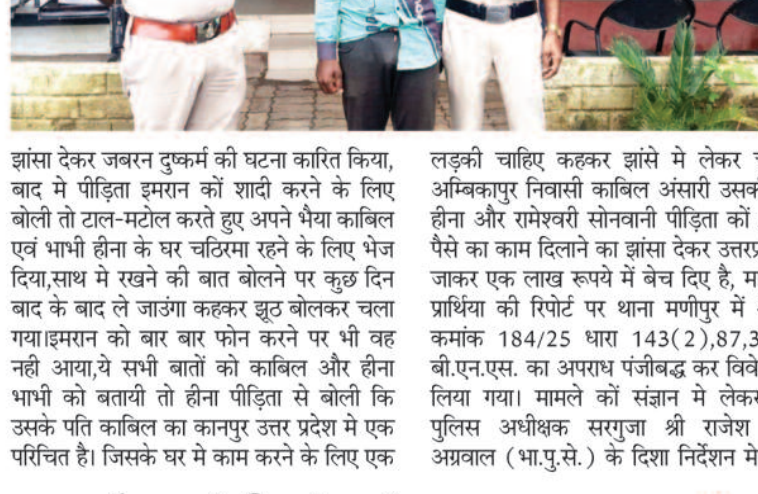 झांसा देकर जबरन दुष्कर्म की घटना कारित किया,
बाद मे पीड़िता इमरान कों शादी करने के लिए
बोली तो टाल-मटोल करते हुए अपने भैया काबिल
एवं भाभी हीना के घर चठिरमा रहने के लिए भेज
दिया,साथ मे रखने की बात बोलने पर कुछ दिन
बाद के बाद ले जाउंगा कहकर झूठ बोलकर चला
गया।इमरान को बार बार फोन करने पर भी वह
नही आया,ये सभी बातों को काबिल और हीना
भाभी को बतायी तो हीना पीड़िता से बोली कि
उसके पति काबिल का कानपुर उत्तर प्रदेश मे एक
परिचित है। जिसके घर मे काम करने के लिए एक
लड़की चाहिए कहकर झांसे मे लेकर
अम्बिकापुर निवासी काबिल अंसारी उसकी
हीना और रामेश्वरी सोनवानी पीड़िता कों
पैसे का काम दिलाने का झांसा देकर
जाकर एक लाख रूपये में बेच दिए है,
प्रार्थिया की रिपोर्ट पर थाना मणीपुर में
कमांक 184/25 धारा 143(2),87,3
बी.एन.एस. का अपराध पंजीबद्ध कर
लिया गया। मामले कों संज्ञान मे लेकर
पुलिस अधीक्षक सरगुजा श्री राजेश
अग्रवाल (भा.पु.से.) के दिशा निर्देशन मे